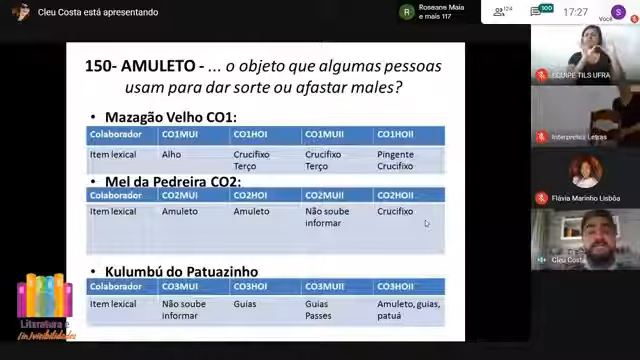 Cleu Costa está apresentando
R
Roseane Maia
e mais 117
124
100
17:27
Você
150- AMULETO - ... o objeto que algumas pessoas
usam para dar sorte ou afastar males?
• Mazagão Velho CO1:
Colaborador CO1MUI CO1HOI CO1MUII CO1HOII
Item lexical Alho Crucifixo Crucifixo Pingente
Terço Terço Crucifixo
• Mel da Pedreira CO2:
Colaborador CO2MUI CO2HOI CO2MUII CO2HOII
Item lexical Amuleto Amuleto Não soube Crucifixo
informar
• Kulumbú do Patuazinho
Colaborador CO3MUI CO3HOI CO3MUII CO3HOII
Item lexical Não soube Guias Guias Amuleto, guias,
informar Passes patuá
Literatura e
(in)visibilidades
EQUIPE TILS UFRA
Interpretes Letras
Flávia Marinho Lisbôa
Cleu Costa